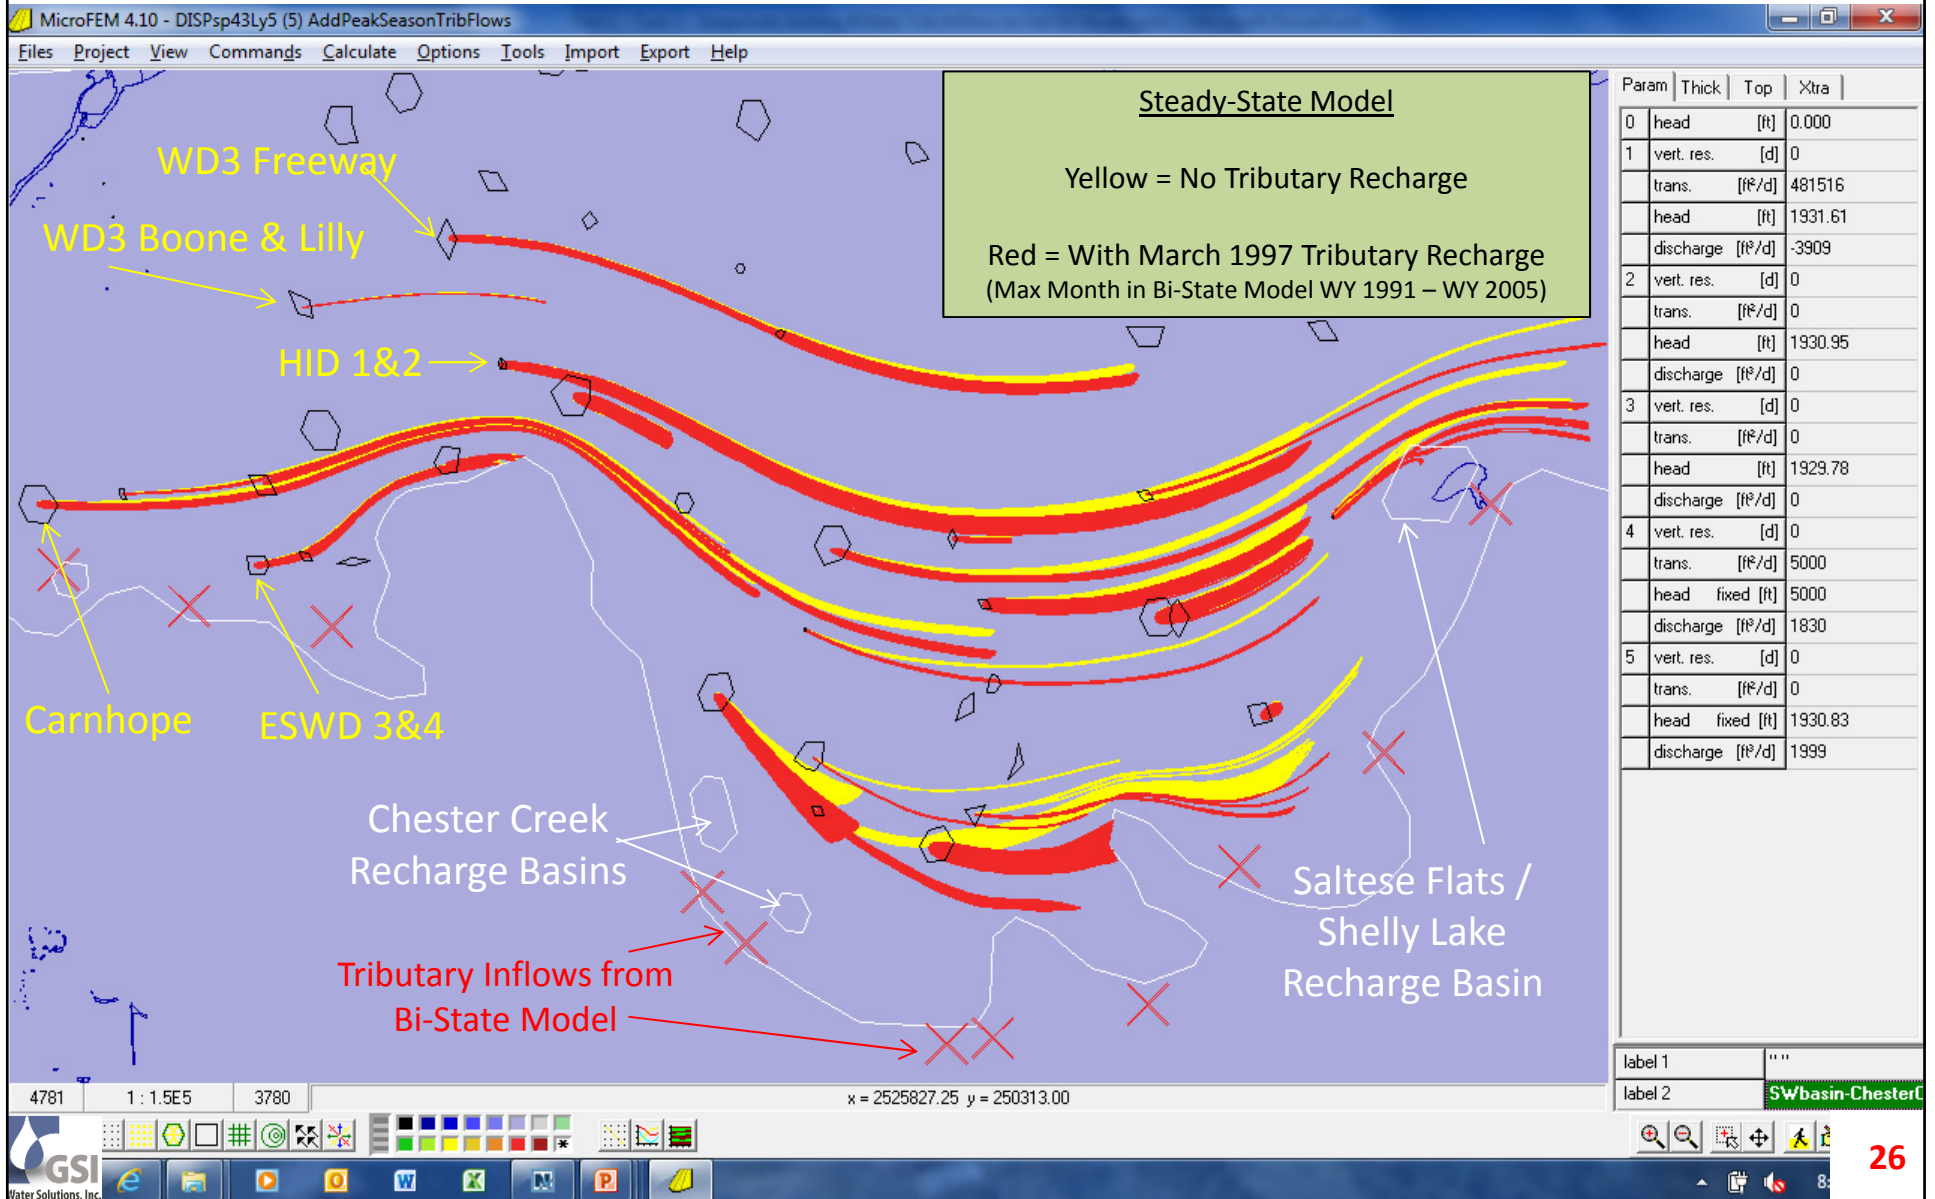 MicroFEM 4.10 - DISPsp43Ly5 (5) AddPeakSeasonTribFlows
Files Project View Commands Calculate Options Tools Import Export Help
Steady-State Model
Yellow = No Tributary Recharge
Red = With March 1997 Tributary Recharge
(Max Month in Bi-State Model WY 1991 – WY 2005)
WD3 Freeway
WD3 Boone & Lilly
HID 1&2
Carnhope
ESWD 3&4
Chester Creek
Recharge Basins
Tributary Inflows from
Bi-State Model
Saltese Flats /
Shelly Lake
Recharge Basin
Param Thick Top Xtra
0 head [ft] 0.000
1 vert. res. [d] 0
trans. [ft²/d] 481516
head [ft] 1931.61
discharge [ft³/d] -3909
2 vert. res. [d] 0
trans. [ft²/d] 0
head [ft] 1930.95
discharge [ft³/d] 0
3 vert. res. [d] 0
trans. [ft²/d] 0
head [ft] 1929.78
discharge [ft³/d] 0
4 vert. res. [d] 0
trans. [ft²/d] 5000
head fixed [ft] 5000
discharge [ft³/d] 1830
5 vert. res. [d] 0
trans. [ft²/d] 0
head fixed [ft] 1930.83
discharge [ft³/d] 1999
label 1 ""
label 2 SWbasin-ChesterC
4781 1 : 1.5E5 3780 x = 2525827.25 y = 250313.00
GSI
Water Solutions, Inc.
8:
26